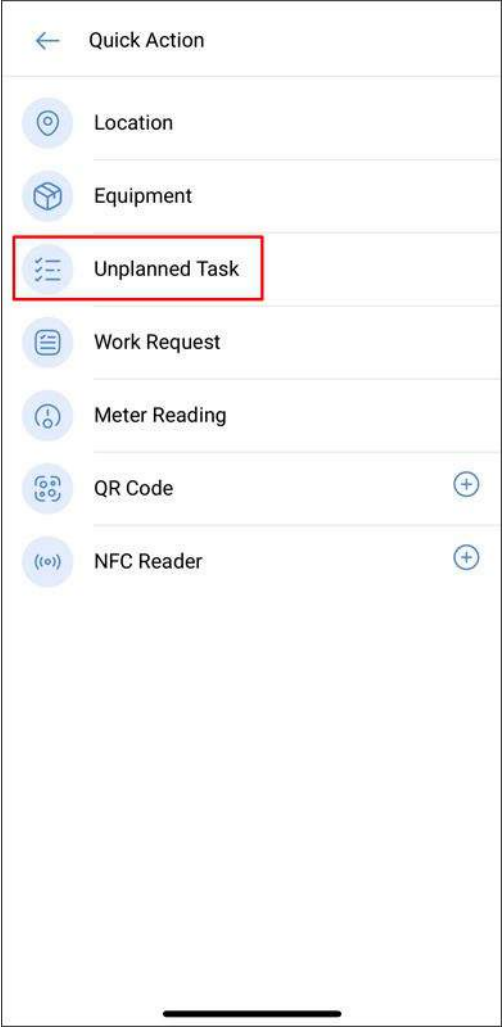 Quick Action
Location
Equipment
Unplanned Task
Work Request
Meter Reading
QR Code
NFC Reader